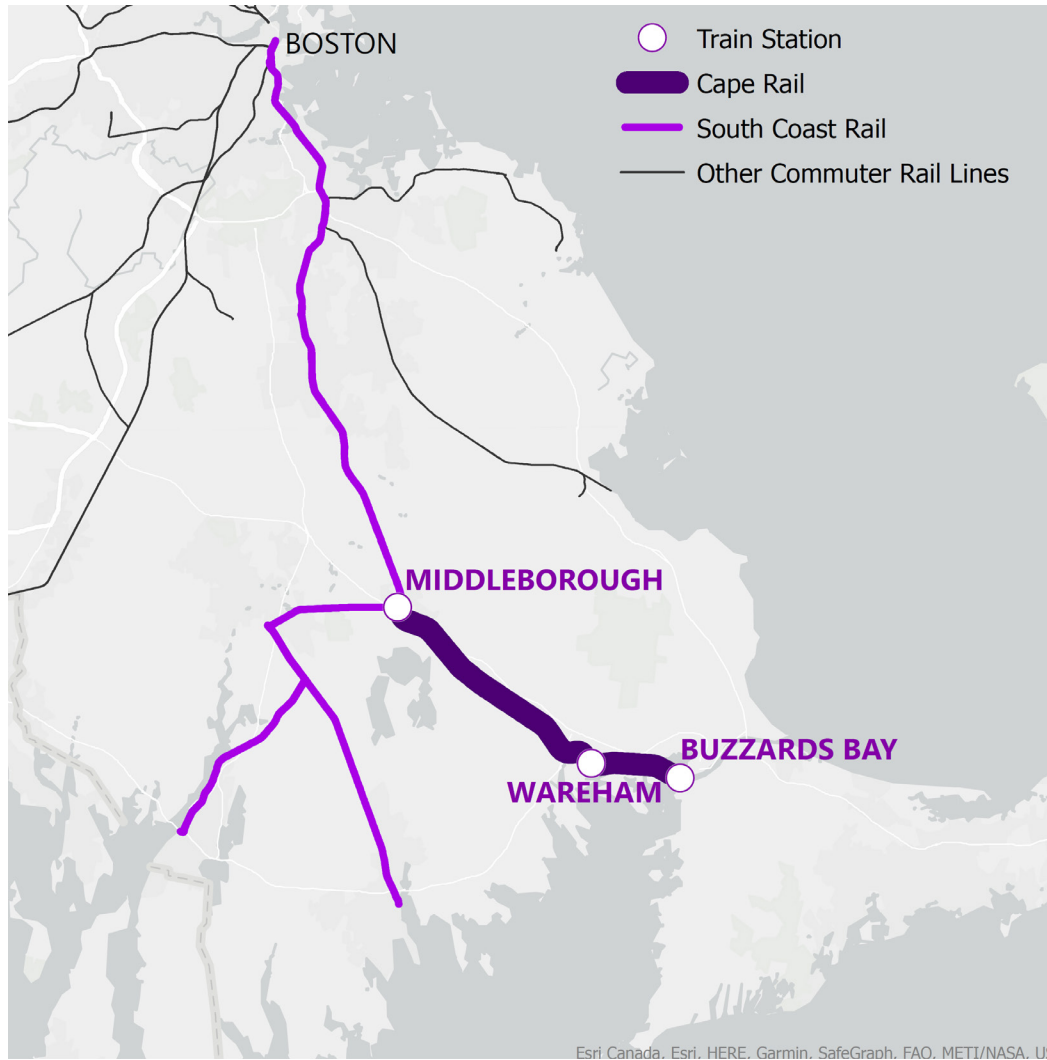 BOSTON
Train Station
Cape Rail
South Coast Rail
Other Commuter Rail Lines
MIDDLEBOROUGH
BUZZARDS BAY
WAREHAM
Esri Canada, Esri, HERE, Garmin, SafeGraph, FAO, METI/NASA,